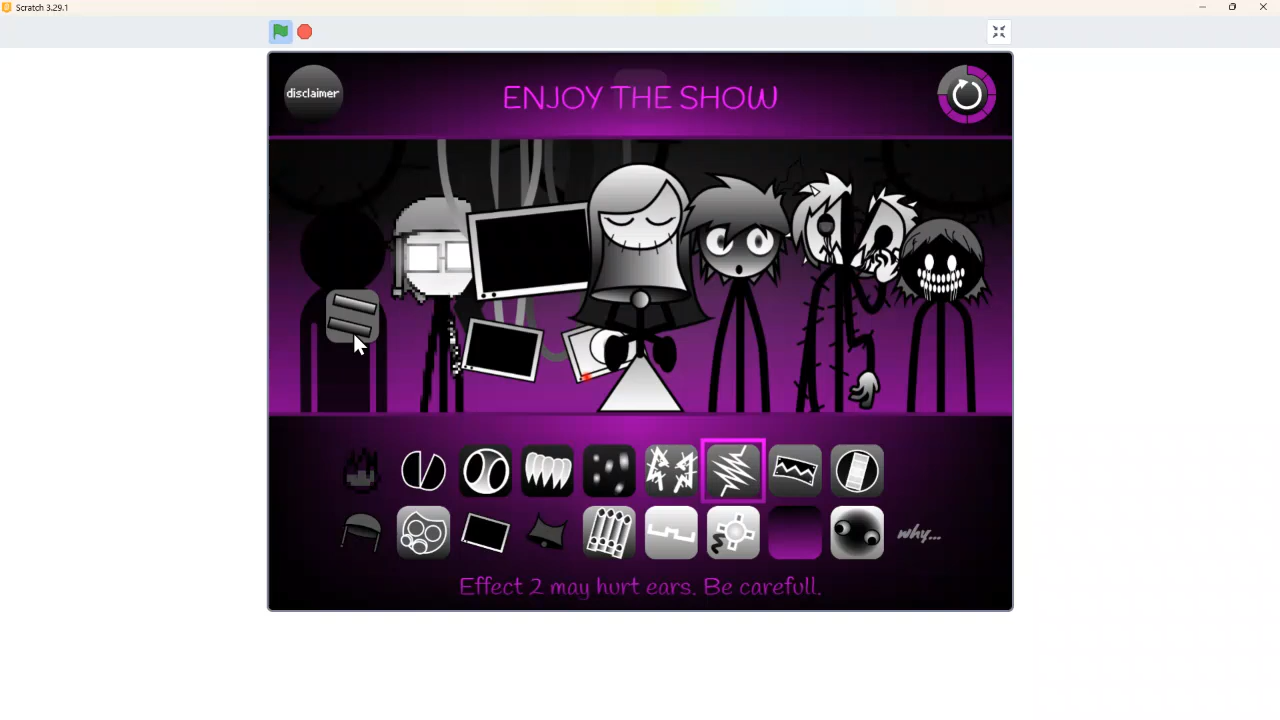 Scratch 3.29.1
disclaimer
ENJOY THE SHOW
why...
Effect 2 may hurt ears. Be carefull.